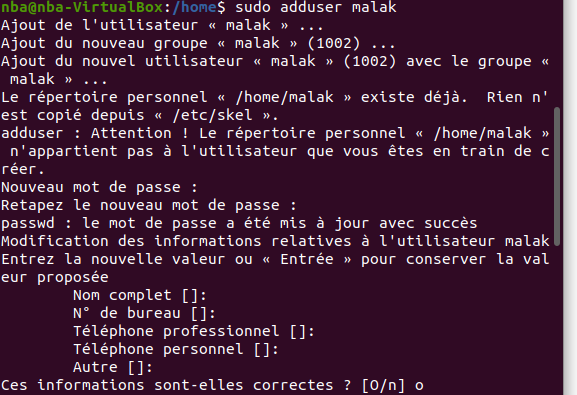 nba@nba-VirtualBox:/home$ sudo adduser malak
Ajout de l'utilisateur « malak » ...
Ajout du nouveau groupe « malak » (1002) ...
Ajout du nouvel utilisateur « malak » (1002) avec le groupe «
 malak » ...
Le répertoire personnel « /home/malak » existe déjà.  Rien n'
est copié depuis « /etc/skel ».
adduser : Attention ! Le répertoire personnel « /home/malak »
 n'appartient pas à l'utilisateur que vous êtes en train de c
réer.
Nouveau mot de passe :
Retapez le nouveau mot de passe :
passwd : le mot de passe a été mis à jour avec succès
Modification des informations relatives à l'utilisateur malak
Entrez la nouvelle valeur ou « Entrée » pour conserver la val
eur proposée
        Nom complet []:
        N° de bureau []:
        Téléphone professionnel []:
        Téléphone personnel []:
        Autre []:
Ces informations sont-elles correctes ? [O/n] o